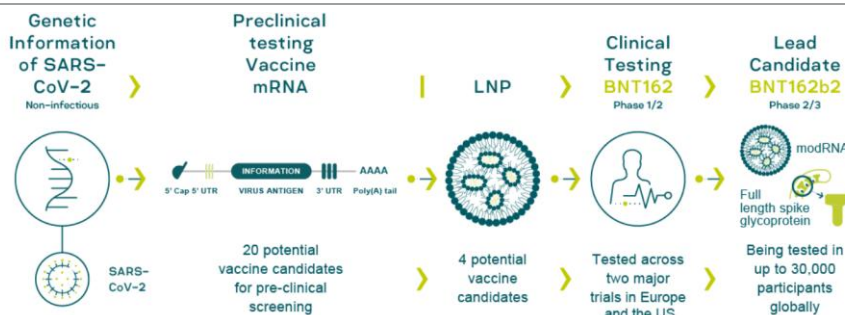 Genetic
Information
of SARS-
CoV-2
Non-infectious
Preclinical
testing
Vaccine
mRNA
LNP
Clinical
Testing
BNT162
Phase 1/2
Lead
Candidate
BNT162b2
Phase 2/3
INFORMATION
AAAA
5' Cap 5' UTR VIRUS ANTIGEN 3' UTR Poly(A) tail
modRNA
Full
length spike
glycoprotein
SARS-
CoV-2
20 potential
vaccine candidates
for pre-clinical
screening
4 potential
vaccine
candidates
Tested across
two major
trials in Europe
and the US
Being tested in
up to 30,000
participants
globally